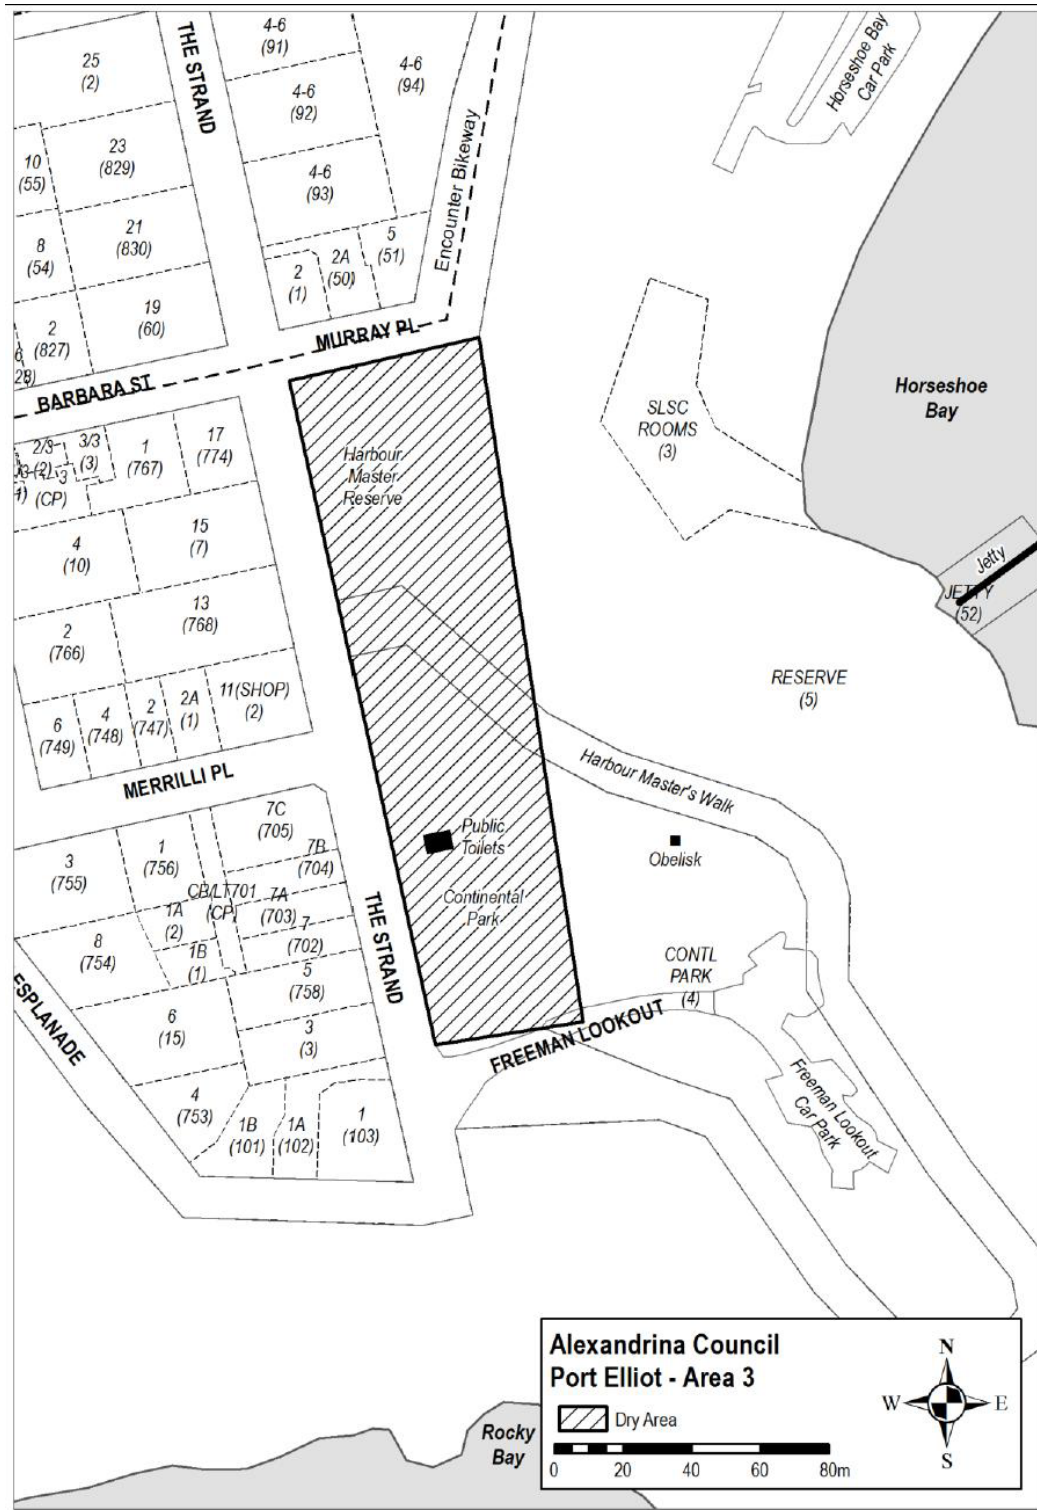 25
(2)
THE STRAND
4-6
(91)
4-6
(94)
Horseshoe Bay
Car Park
4-6
(92)
10
(55)
23
(829)
4-6
(93)
Encounter Bikeway
8
(54)
21
(830)
5
(51)
2A
(50)
2
(1)
19
(60)
2
(827)
6
28)
MURRAY PL
BARBARA ST
Horseshoe
Bay
SLSC
ROOMS
(3)
2/3
(2)
3/3
(3)
1
(767)
17
(774)
3
1)
3
(CP)
Harbour
Master
Reserve
4
(10)
15
(7)
Jetty
JETTY
(52)
2
(766)
13
(768)
RESERVE
(5)
6
(749)
4
(748)
2
(747)
2A
(1)
11(SHOP)
(2)
MERRILLI PL
Harbour Master's Walk
7C
(705)
Public
Toilets
Obelisk
3
(755)
1
(756)
7B
(704)
CB/LT701
(CP)
7A
(703)
1A
(2)
7
(702)
THE STRAND
Continental
Park
8
(754)
1B
(1)
5
(758)
CONTL
PARK
(4)
ESPLANADE
6
(15)
3
(3)
FREEMAN LOOKOUT
4
(753)
1B
(101)
1A
(102)
1
(103)
Freeman Lookout
Car Park
Alexandrina Council
Port Elliot - Area 3
Dry Area
0 20 40 60 80m
N
W E
S
Rocky
Bay